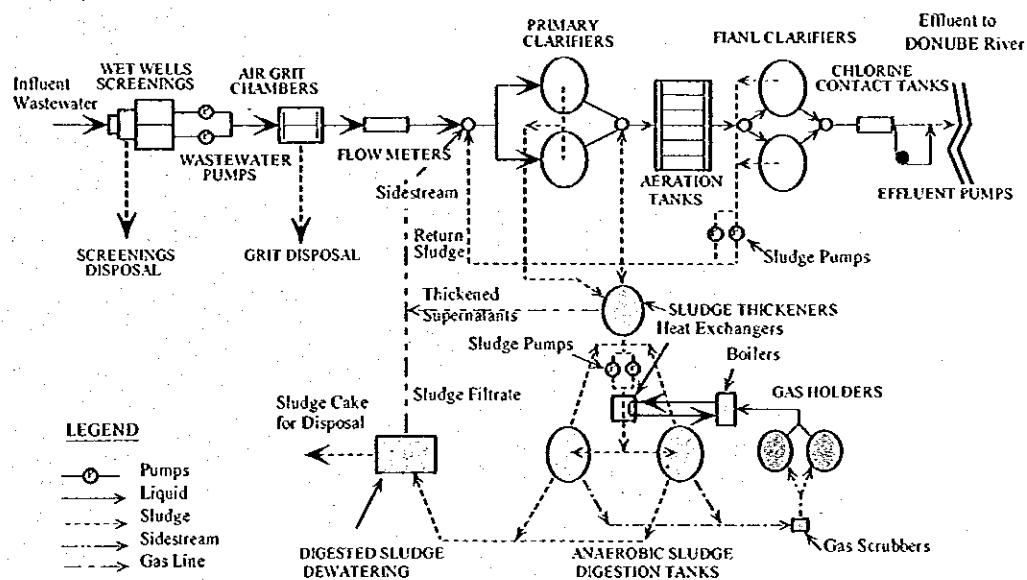 Effluent to
DONUBE River
PRIMARY
CLARIFIERS
FIANL CLARIFIERS
WET WELLS
SCREENINGS
AIR GRIT
CHAMBERS
CHLORINE
CONTACT TANKS
Influent
Wastewater
WASTEWATER
PUMPS
FLOW METERS
Sidestream
AERATION
TANKS
EFFLUENT PUMPS
SCREENINGS
DISPOSAL
GRIT DISPOSAL
Return
Sludge
Sludge Pumps
Thickened
Supernatants
SLUDGE THICKENERS
Heat Exchangers
Sludge Pumps
Boilers
GAS HOLDERS
Sludge Cake
for Disposal
Sludge Filtrate
LEGEND
Pumps
Liquid
Sludge
Sidestream
Gas Line
DIGESTED SLUDGE
DEWATERING
ANAEROBIC SLUDGE
DIGESTION TANKS
Gas Scrubbers